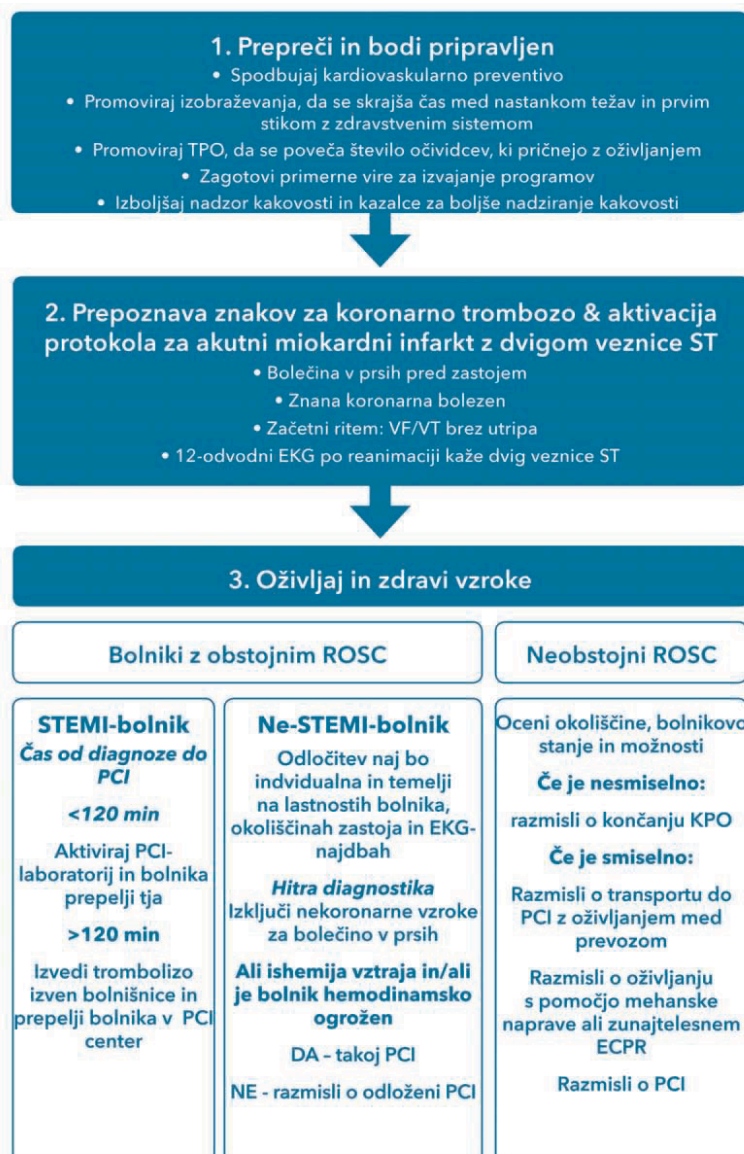 1. Prepreči in bodi pripravljen
• Spodbujaj kardiovaskularno preventivo
• Promoviraj izobraževanja, da se skrajša čas med nastankom težav in prvim
stikom z zdravstvenim sistemom
• Promoviraj TPO, da se poveča število očividcev, ki pričnejo z oživljanjem
• Zagotovi primerne vire za izvajanje programov
• Izboljšaj nadzor kakovosti in kazalce za boljše nadziranje kakovosti
2. Prepoznava znakov za koronarno trombozo & aktivacija
protokola za akutni miokardni infarkt z dvigom veznice ST
• Bolečina v prsih pred zastojem
• Znana koronarna bolezen
• Začetni ritem: VF/VT brez utripa
• 12-odvodni EKG po reanimaciji kaže dvig veznice ST
3. Oživljaj in zdravi vzroke
Bolniki z obstojnim ROSC
STEMI-bolnik
Čas od diagnoze do
PCI
<120 min
Aktiviraj PCI-
laboratorij in bolnika
prepelji tja
>120 min
Izvedi trombolizo
izven bolnišnice in
prepelji bolnika v PCI
center
Ne-STEMI-bolnik
Odločitev naj bo
indvidualna in temelji
na lastnostih bolnika,
okoliščinah zastoja in EKG-
najdbah
Hitra diagnostika
Izključi nekoronarne vzroke
za bolečino v prsih
Ali ishemija vztraja in/ali
je bolnik hemodinamsko
ogrožen
DA – takoj PCI
NE - razmisli o odloženi PCI
Neobstojni ROSC
Oceni okoliščine, bolnikovo
stanje in možnosti
Če je nesmiselno:
razmisli o končanju KPO
Če je smiselno:
Razmisli o transportu do
PCI z oživljanjem med
prevozom
Razmisli o oživljanju
s pomočjo mehanske
naprave ali zunajtelesnem
ECPR
Razmisli o PCI